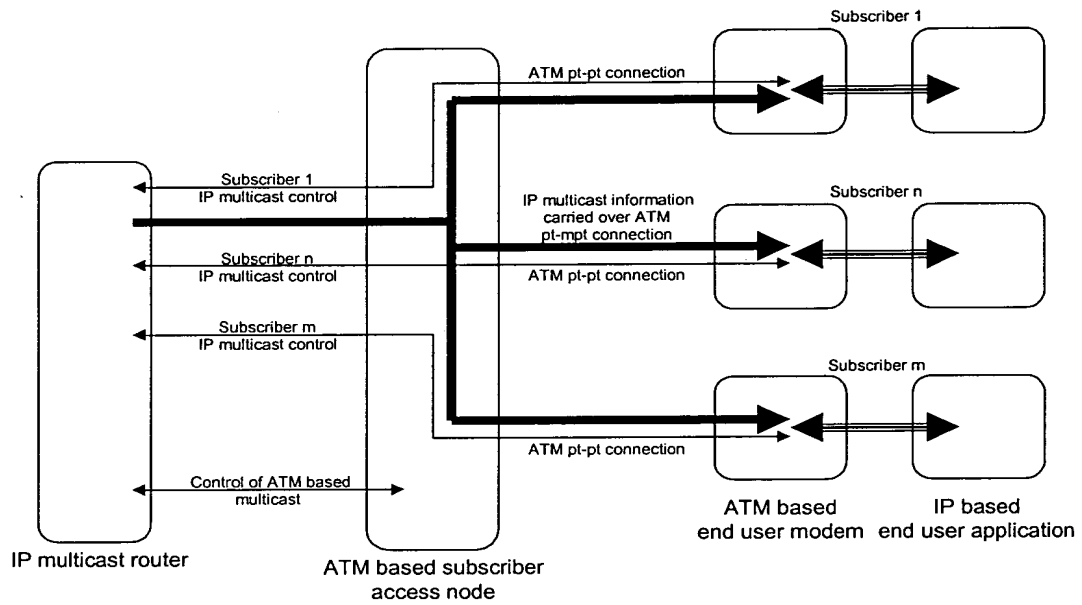 Subscriber 1
ATM pt-pt connection
Subscriber 1
IP multicast control
IP multicast information
carried over ATM
pt-mpt connection
Subscriber n
Subscriber n
IP multicast control
ATM pt-pt connection
Subscriber m
IP multicast control
Subscriber m
ATM pt-pt connection
Control of ATM based
multicast
ATM based
end user modem
IP based
end user application
IP multicast router
ATM based subscriber
access node